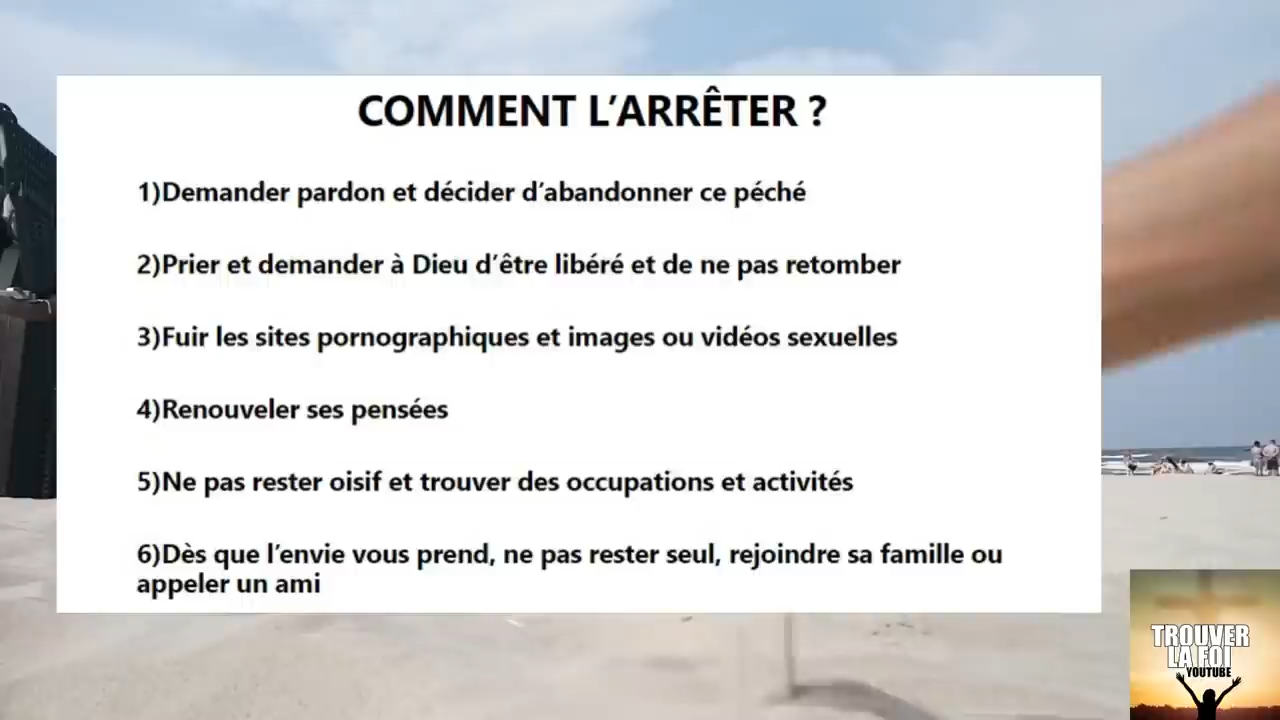 COMMENT L'ARRÊTER ?
1)Demander pardon et décider d'abandonner ce péché
2)Prier et demander à Dieu d'être libéré et de ne pas retomber
3)Fuir les sites pornographiques et images ou vidéos sexuelles
4)Renouveler ses pensées
5)Ne pas rester oisif et trouver des occupations et activités
6)Dès que l'envie vous prend, ne pas rester seul, rejoindre sa famille ou
appeler un ami
TROUVER
LA FOI
YOUTUBE